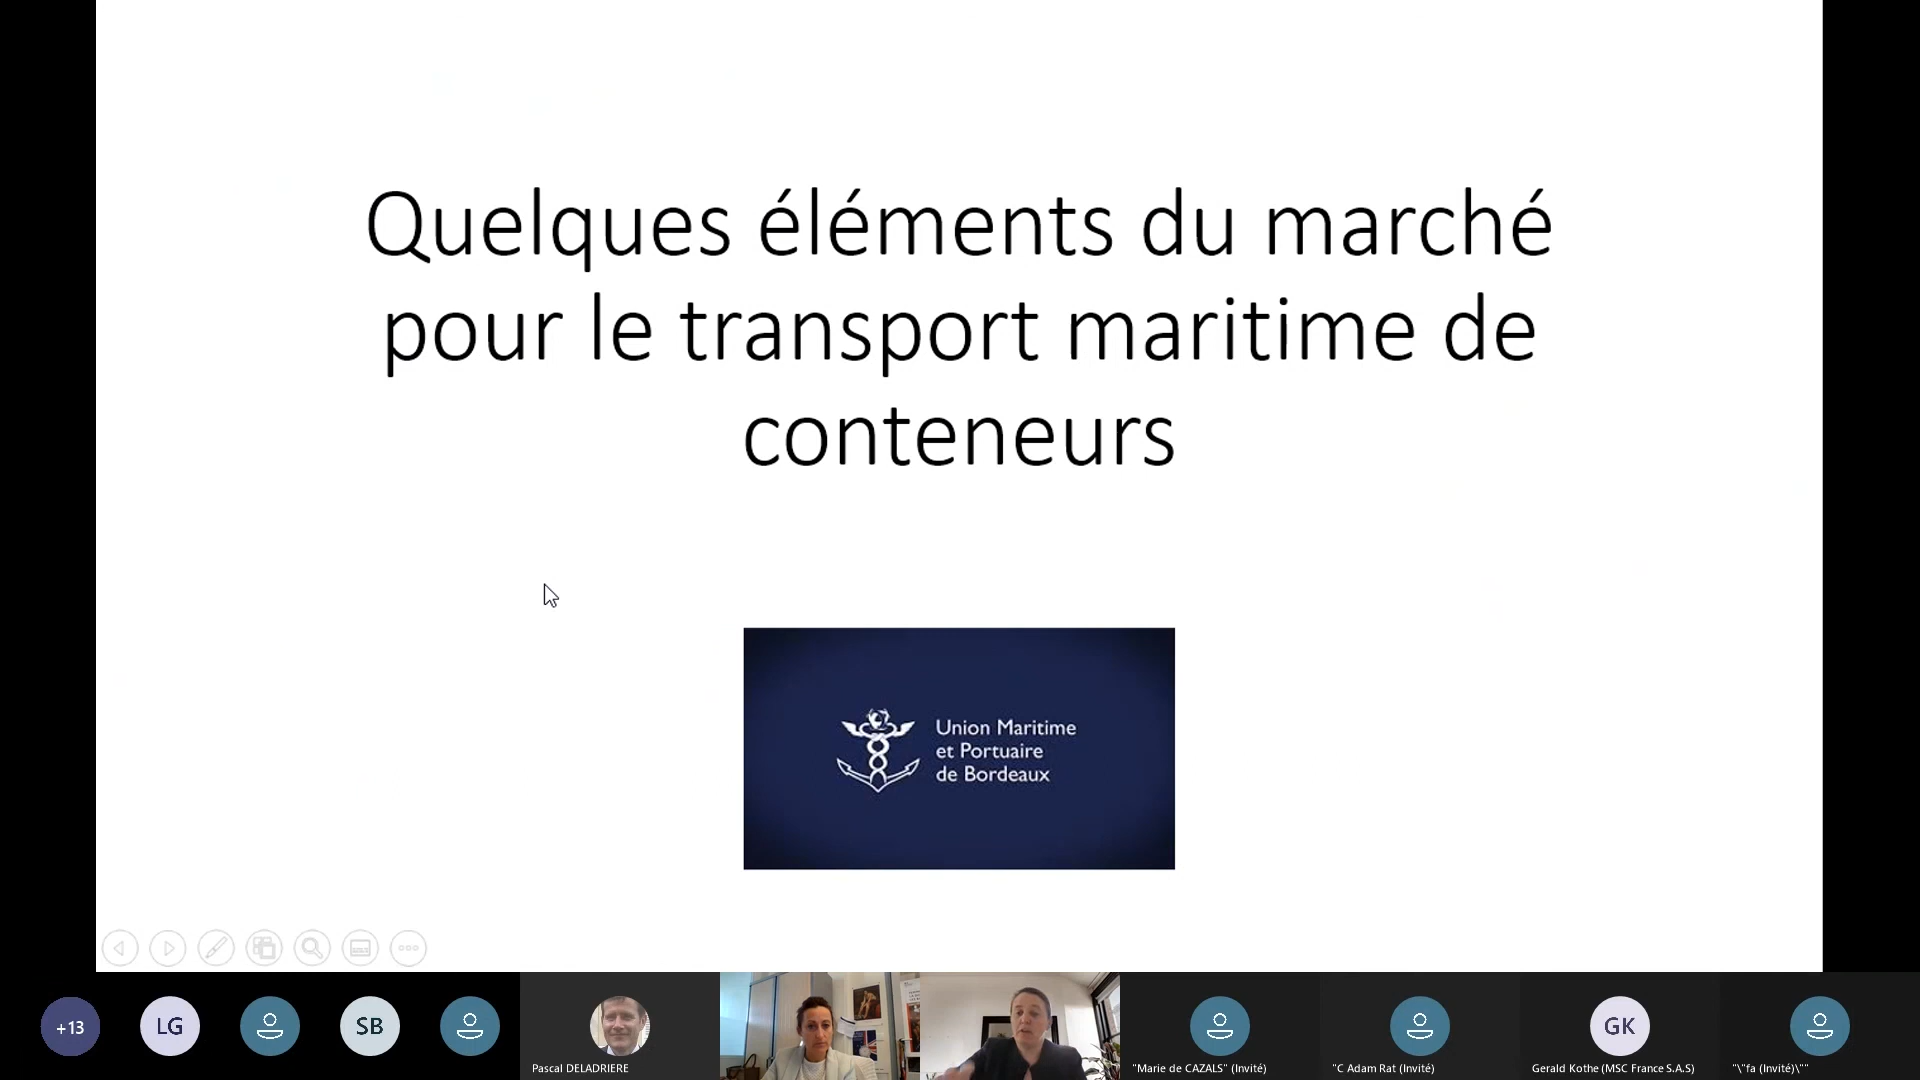 Quelques éléments du marché
pour le transport maritime de
conteneurs
Union Maritime
et Portuaire
de Bordeaux
+13
LG
SB
Pascal DELADRIERE
"Marie de CAZALS" (Invité)
"C Adam Rat (Invité)
GK
Gerald Kothe (MSC France S.A.S)
"\"fa (Invité)\""